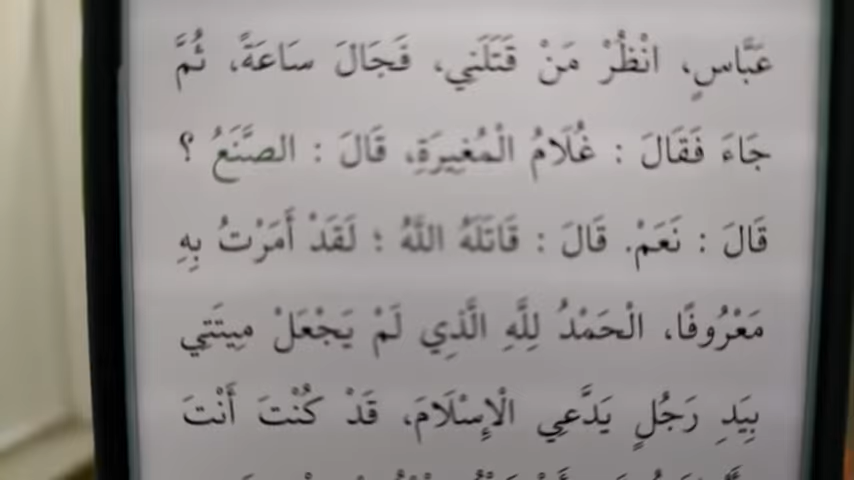 عَبَّاسٍ، انْظُرْ مَنْ قَتَلَنِي، فَجَالَ سَاعَةً، ثُمَّ
جَاءَ فَقَالَ : غُلَامُ الْمُغِيرَةِ، قَالَ : الصَّنَعُ ؟
قَالَ : نَعَمْ. قَالَ : قَاتَلَهُ اللَّهُ ؛ لَقَدْ أَمَرْتُ بِهِ
مَعْرُوفًا، الْحَمْدُ لِلَّهِ الَّذِي لَمْ يَجْعَلْ مِيتَتِي
بِيَدِ رَجُلٍ يَدَّعِي الْإِسْلَامَ، قَدْ كُنْتَ أَنْتَ